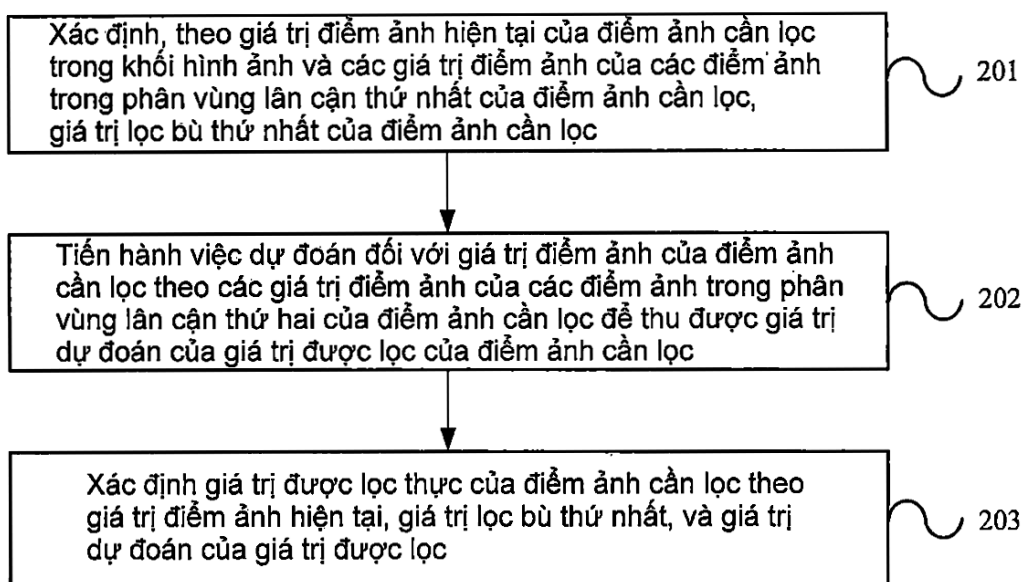 Xác định, theo giá trị điểm ảnh hiện tại của điểm ảnh cần lọc
trong khối hình ảnh và các giá trị điểm ảnh của các điểm ảnh
trong phân vùng lân cận thứ nhất của điểm ảnh cần lọc,
giá trị lọc bù thứ nhất của điểm ảnh cần lọc
201
Tiến hành việc dự đoán đối với giá trị điểm ảnh của điểm ảnh
cần lọc theo các giá trị điểm ảnh của các điểm ảnh trong phân
vùng lân cận thứ hai của điểm ảnh cần lọc để thu được giá trị
dự đoán của giá trị được lọc của điểm ảnh cần lọc
202
Xác định giá trị được lọc thực của điểm ảnh cần lọc theo
giá trị điểm ảnh hiện tại, giá trị lọc bù thứ nhất, và giá trị
dự đoán của giá trị được lọc
203